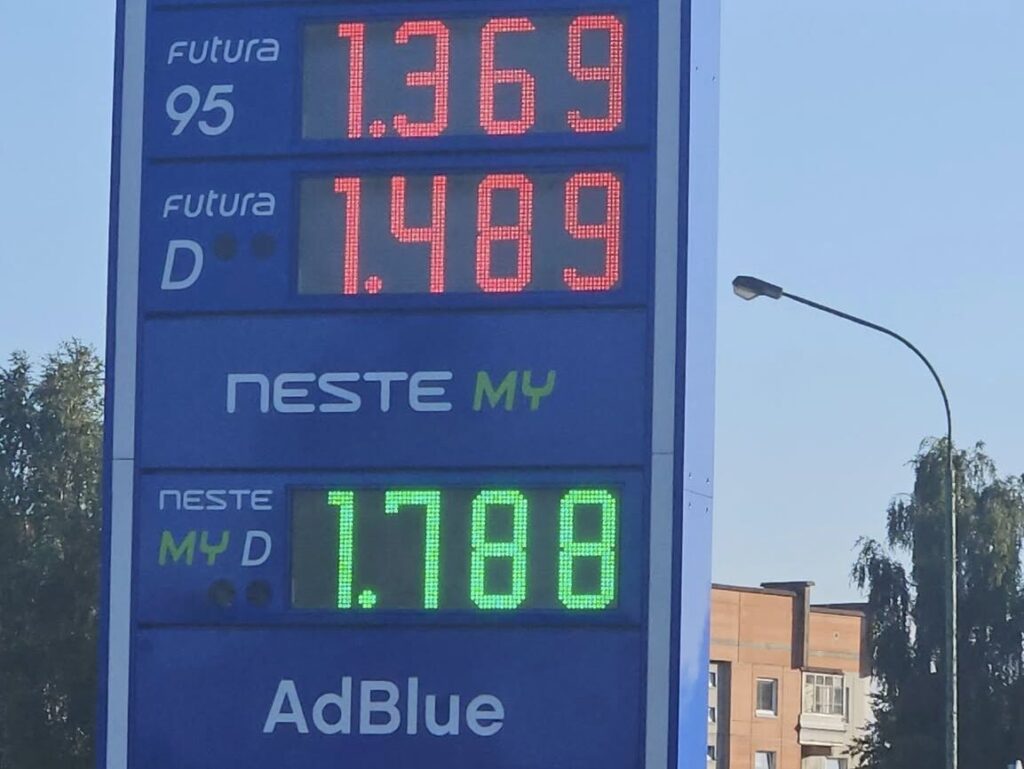 Futura 1.369
95
Futura 1.489
D
NESTE MY
NESTE 1.788
MY D
AdBlue